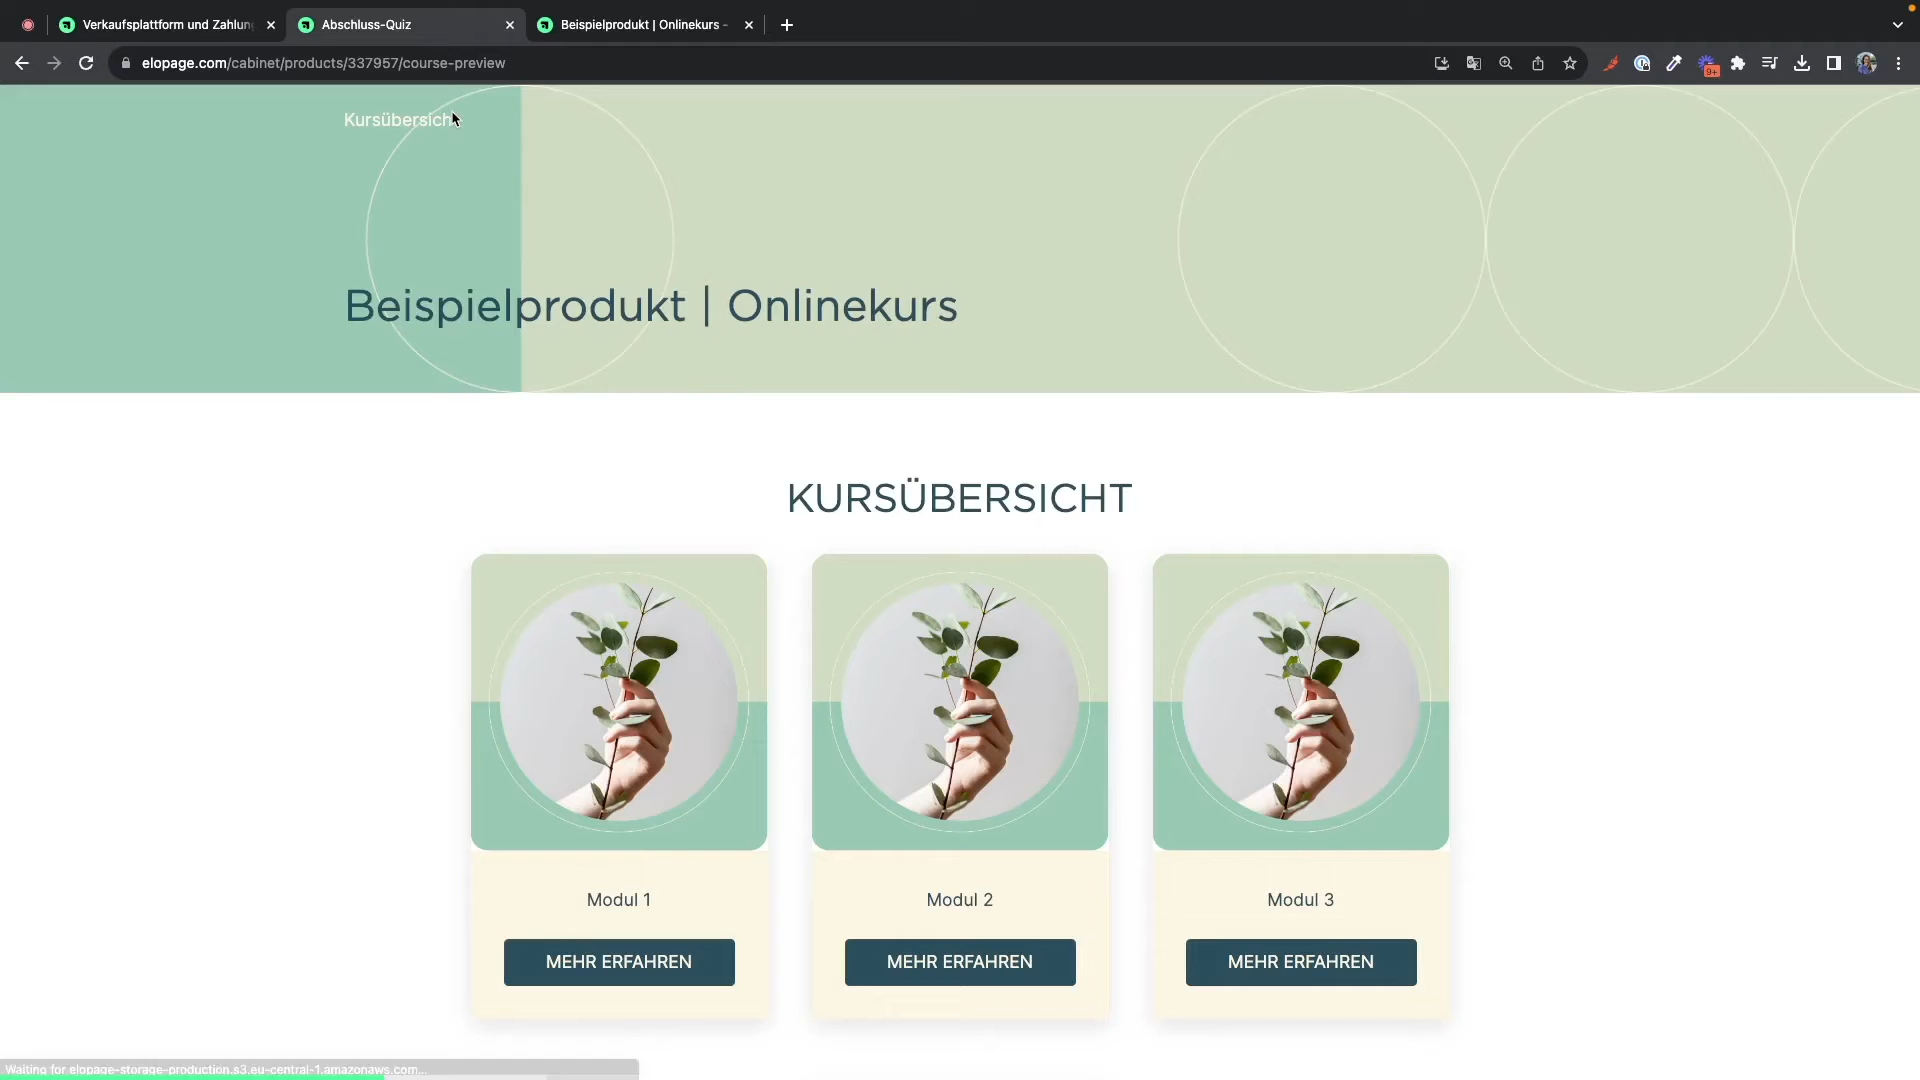 Verkaufsplattform und Zahlun
Abschluss-Quiz
Beispielprodukt | Onlinekurs -
elopage.com/cabinet/products/337957/course-preview
9+
Kursübersicht
Beispielprodukt | Onlinekurs
KURSÜBERSICHT
Modul 1
Modul 2
Modul 3
MEHR ERFAHREN
MEHR ERFAHREN
MEHR ERFAHREN
Waiting for elopage-storage-production.s3.eu-central-1.amazonaws.com...